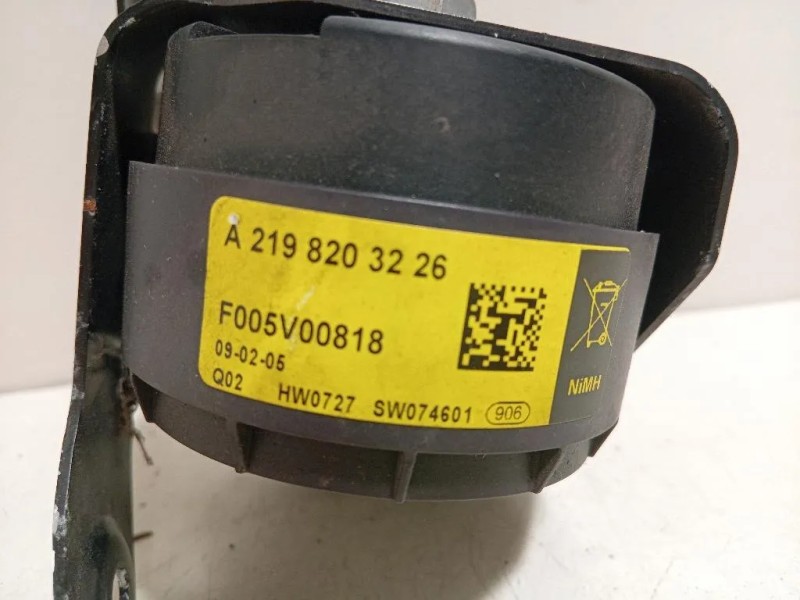 A 219 820 32 26
F005V00818
09-02-05
Q02 HW0727 SW074601 906
NiMH